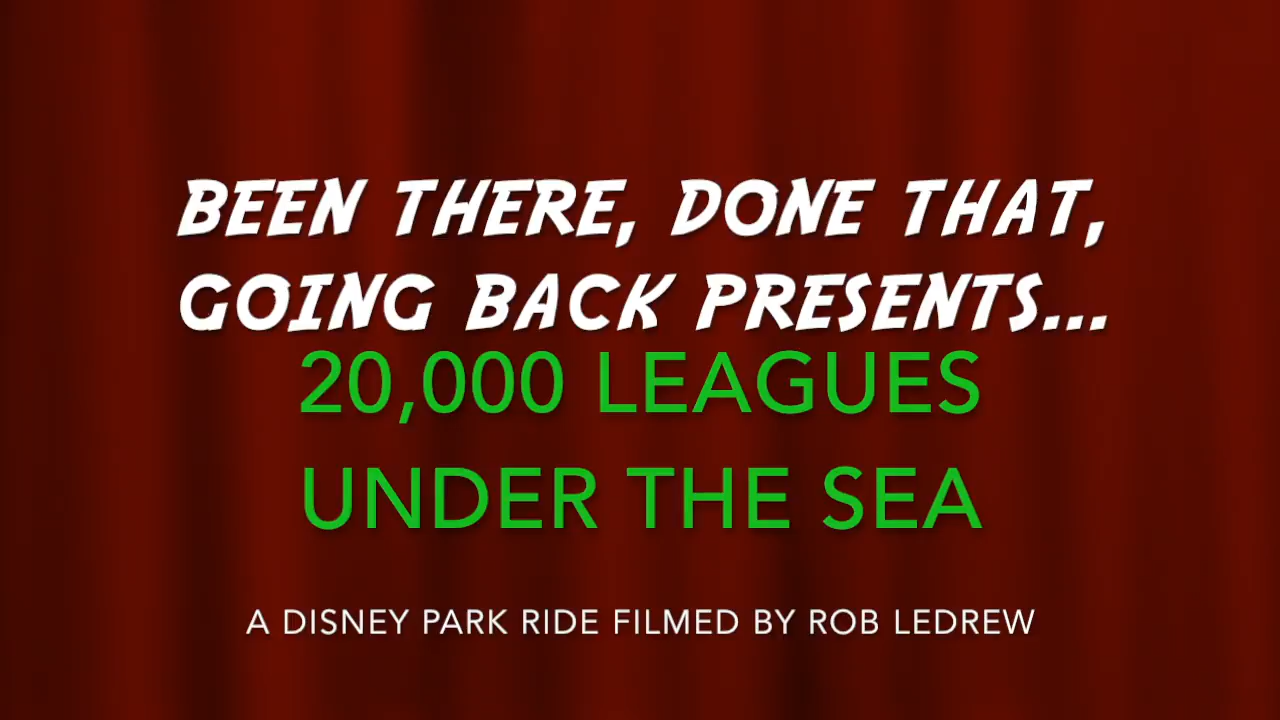 BEEN THERE, DONE THAT,
GOING BACK PRESENTS...
20,000 LEAGUES
UNDER THE SEA
A DISNEY PARK RIDE FILMED BY ROB LEDREW